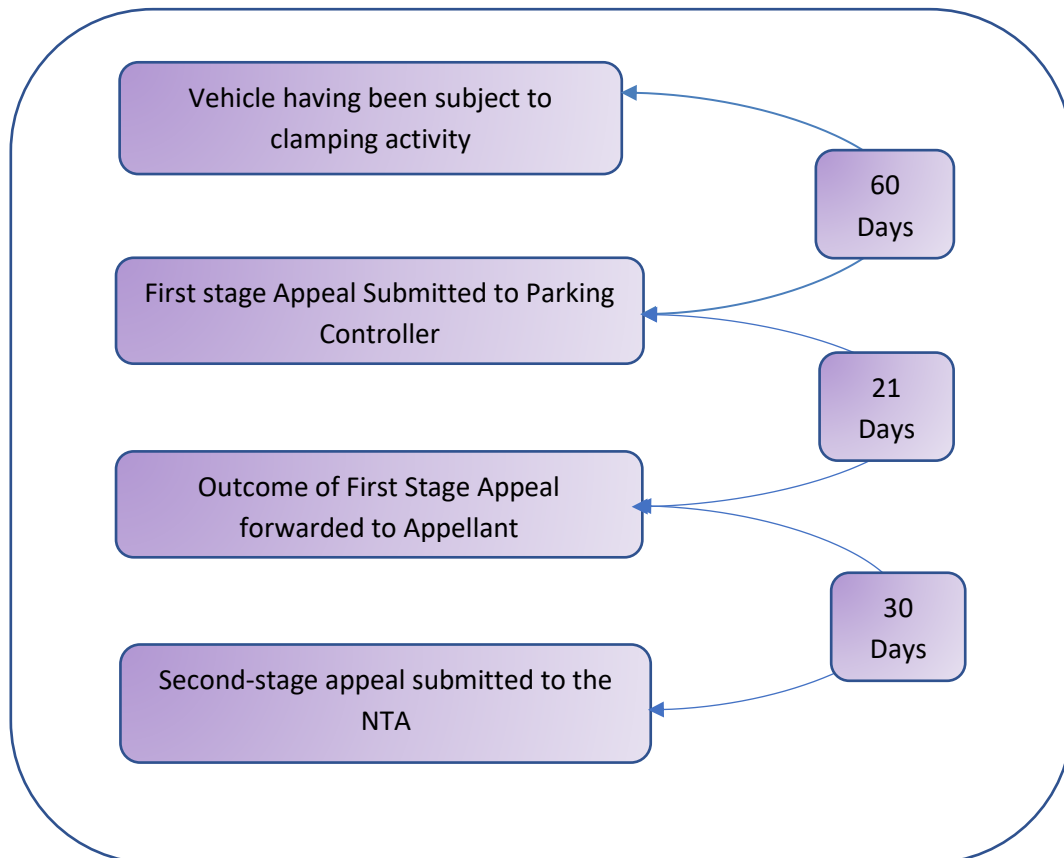 Vehicle having been subject to
clamping activity
60
Days
First stage Appeal Submitted to Parking
Controller
21
Days
Outcome of First Stage Appeal
forwarded to Appellant
30
Days
Second-stage appeal submitted to the
NTA